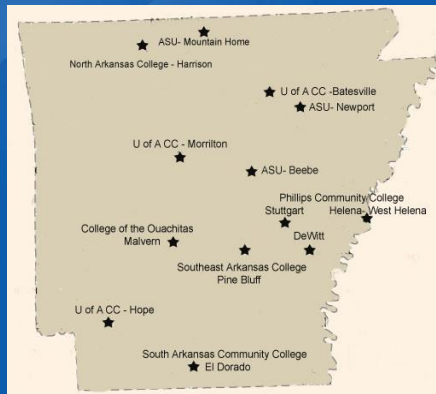 ASU- Mountain Home
North Arkansas College - Harrison
U of A CC -Batesville
ASU- Newport
U of A CC - Morrilton
ASU- Beebe
Phillips Community College
Stuttgart
Helena- West Helena
College of the Ouachitas
Malvern
DeWitt
Southeast Arkansas College
Pine Bluff
U of A CC - Hope
South Arkansas Community College
El Dorado